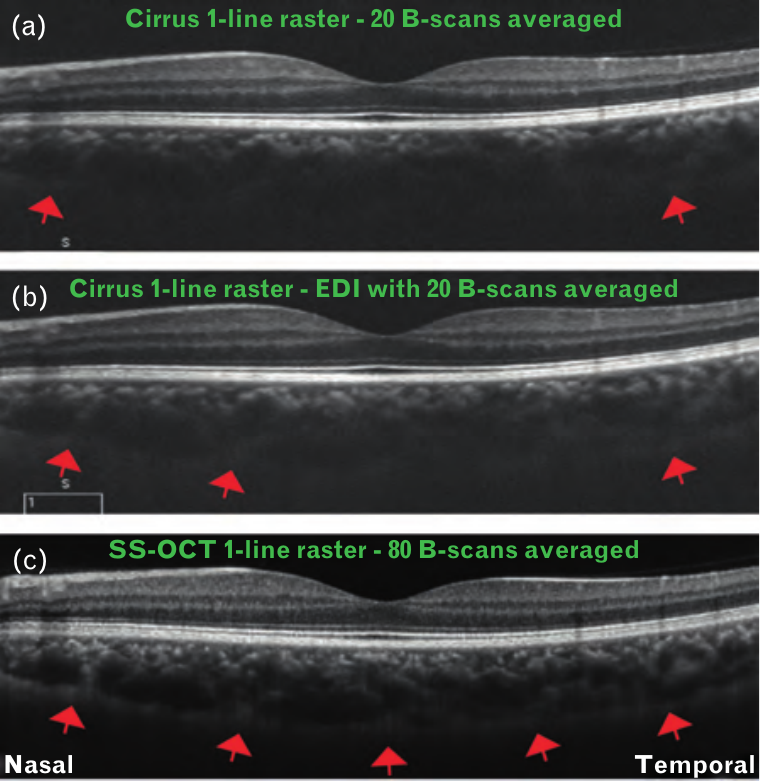 (a)
Cirrus 1-line raster - 20 B-scans averaged
S
(b)
Cirrus 1-line raster - EDI with 20 B-scans averaged
S
1
(c)
SS-OCT 1-line raster - 80 B-scans averaged
Nasal
Temporal